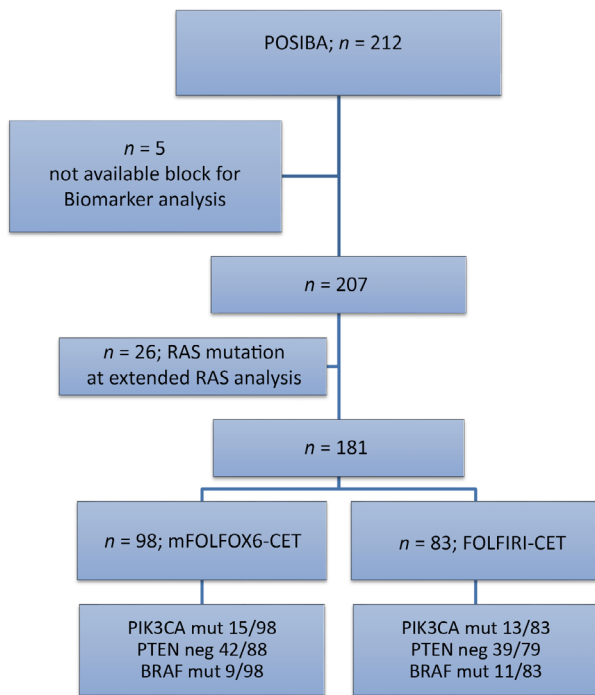 POSIBA; n = 212
n = 5
not available block for
Biomarker analysis
n = 207
n = 26; RAS mutation
at extended RAS analysis
n = 181
n = 98; mFOLFOX6-CET
n = 83; FOLFIRI-CET
PIK3CA mut 15/98
PTEN neg 42/88
BRAF mut 9/98
PIK3CA mut 13/83
PTEN neg 39/79
BRAF mut 11/83